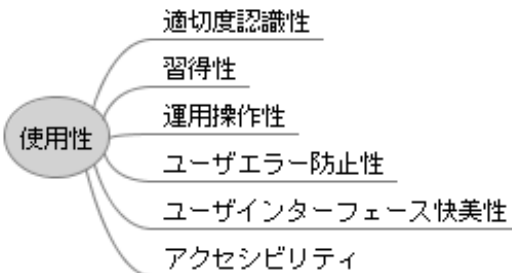 適切度認識性
習得性
運用操作性
使用性
ユーザエラー防止性
ユーザインターフェース快美性
アクセシビリティ